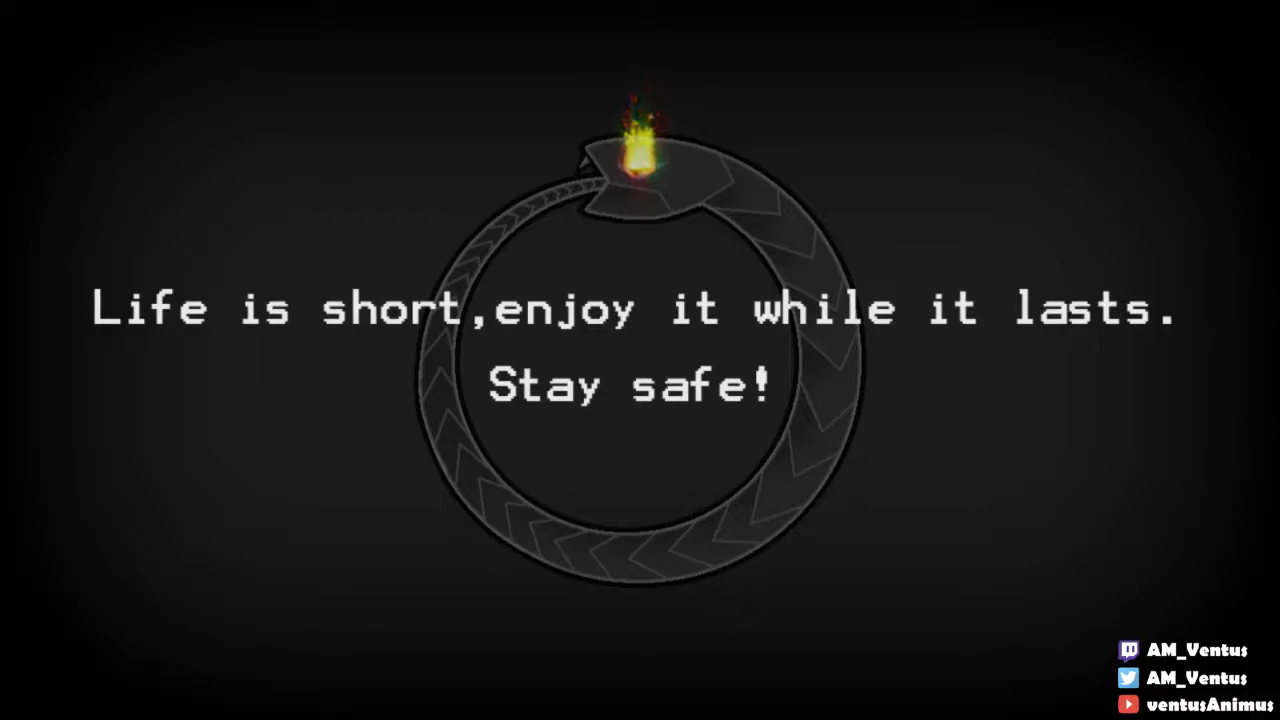 Life is short,enjoy it while it lasts.
Stay safe!
AM_Ventus
AM_Ventus
ventusAnimus